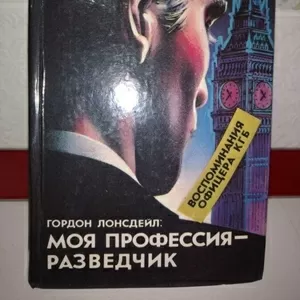 ВОСПОМИНАНИЯ
ОФИЦЕРА КГБ
ГОРДОН ЛОНСДЕЙЛ:
МОЯ ПРОФЕССИЯ—
РАЗВЕДЧИК